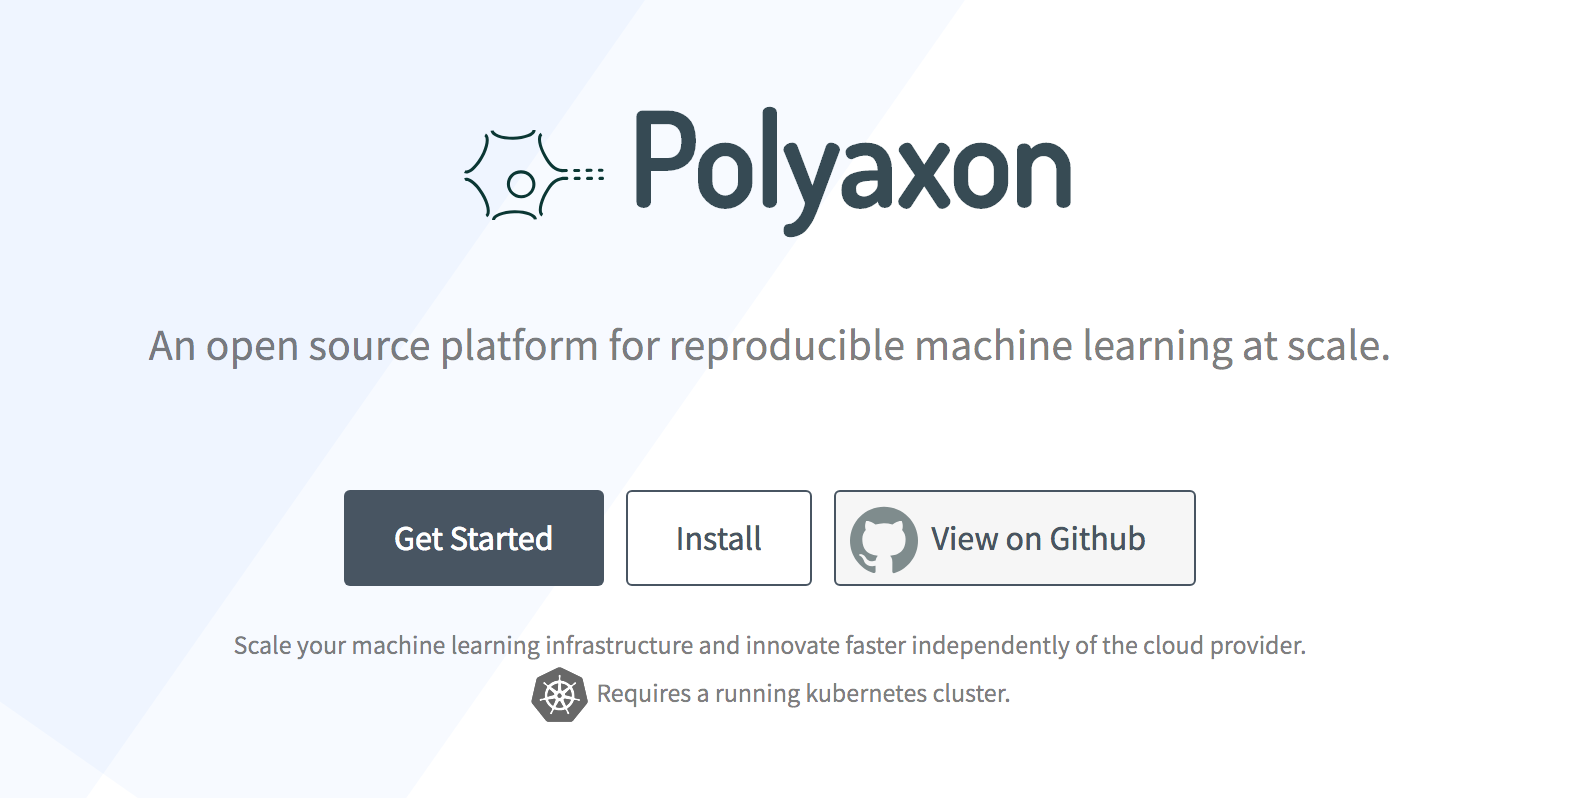 Polyaxon
An open source platform for reproducible machine learning at scale.
Get Started
Install
View on Github
Scale your machine learning infrastructure and innovate faster independently of the cloud provider.
Requires a running kubernetes cluster.